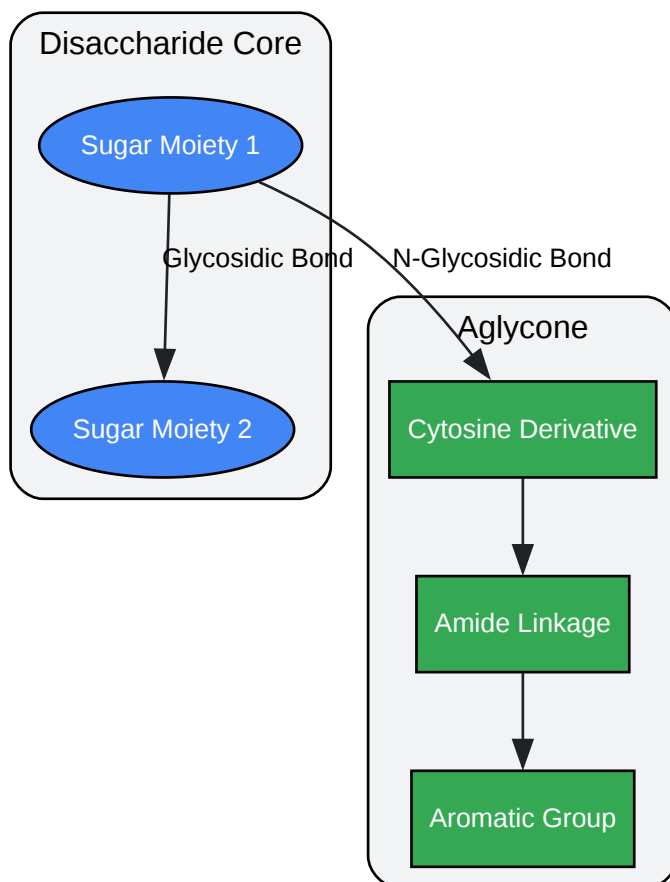 Disaccharide Core
Sugar Moiety 1
Glycosidic Bond
N-Glycosidic Bond
Aglycone
Sugar Moiety 2
Cytosine Derivative
Amide Linkage
Aromatic Group